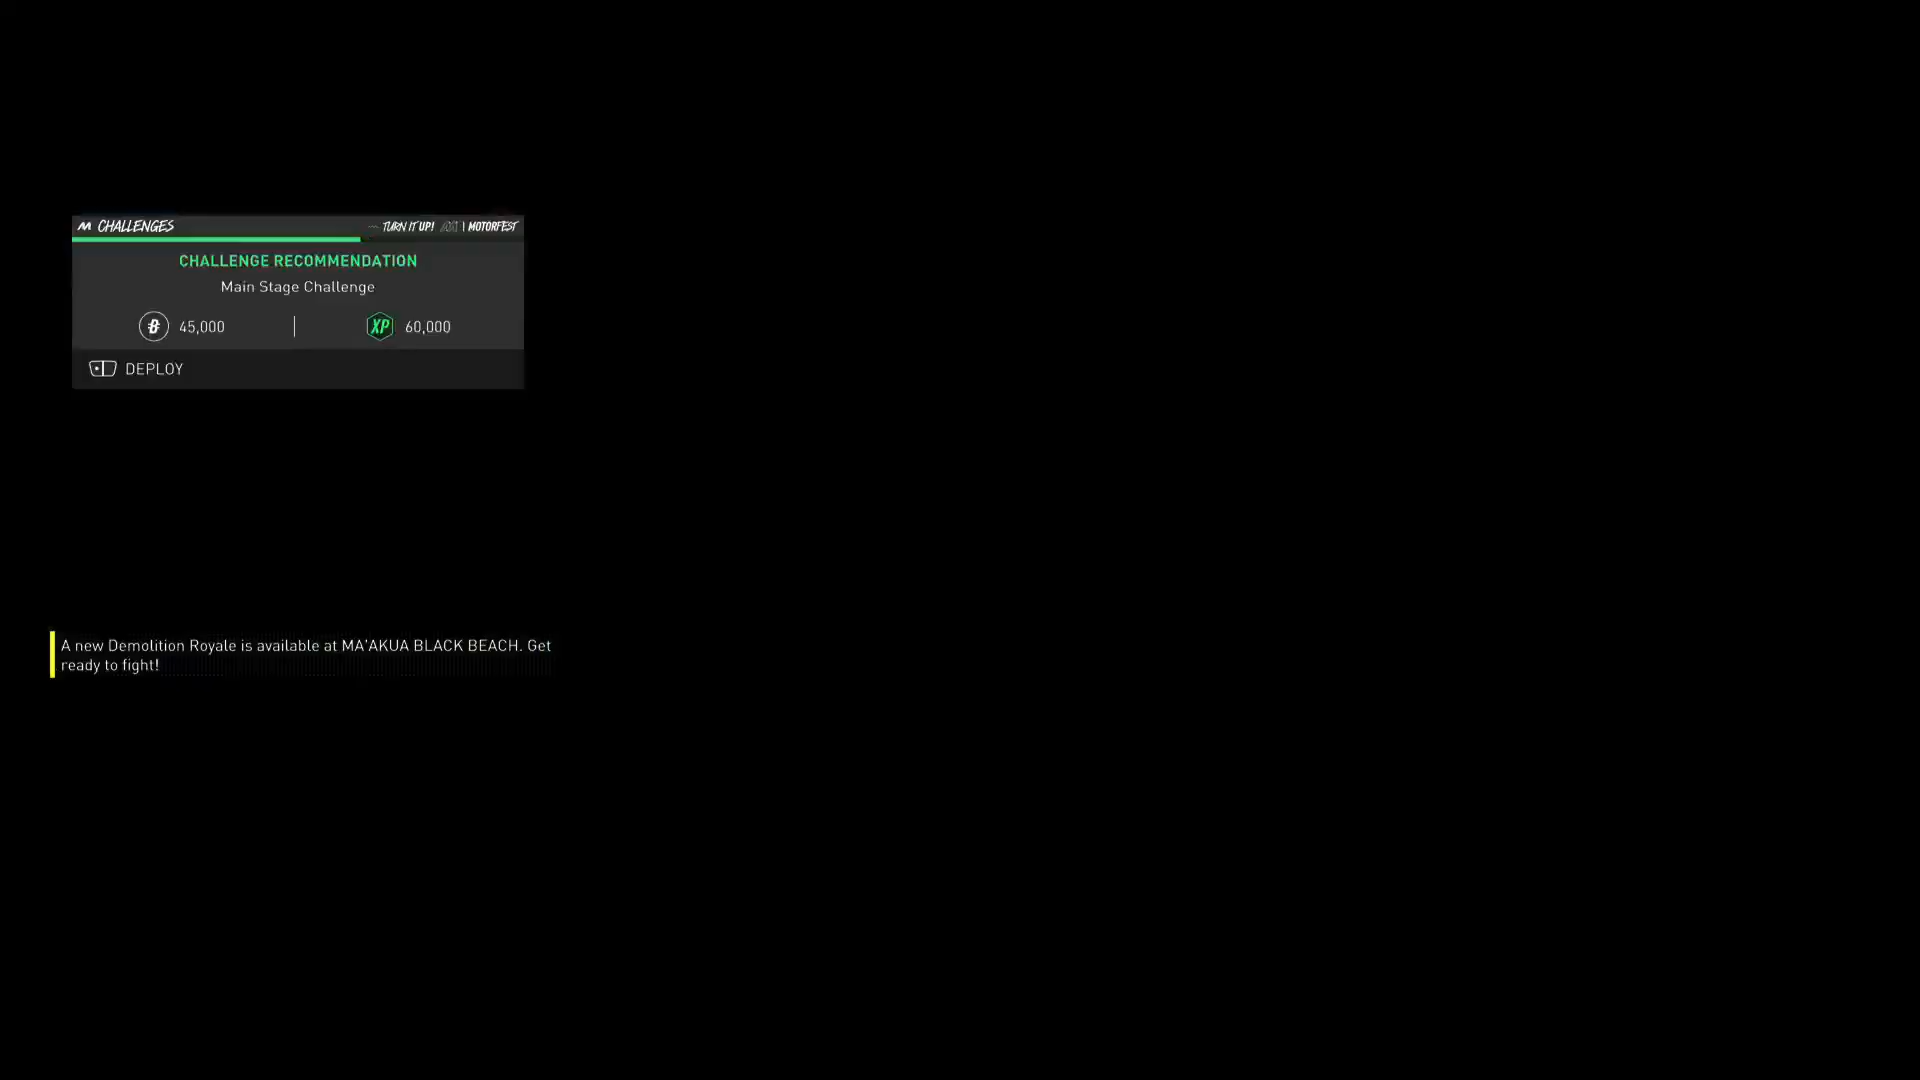 CHALLENGES
TURN IT UP! MOTORFEST
CHALLENGE RECOMMENDATION
Main Stage Challenge
45,000
XP 60,000
DEPLOY
A new Demolition Royale is available at MA'AKUA BLACK BEACH. Get
ready to fight!